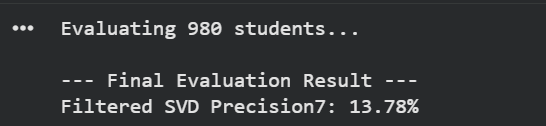 Evaluating 980 students...
--- Final Evaluation Result ---
Filtered SVD Precision7: 13.78%